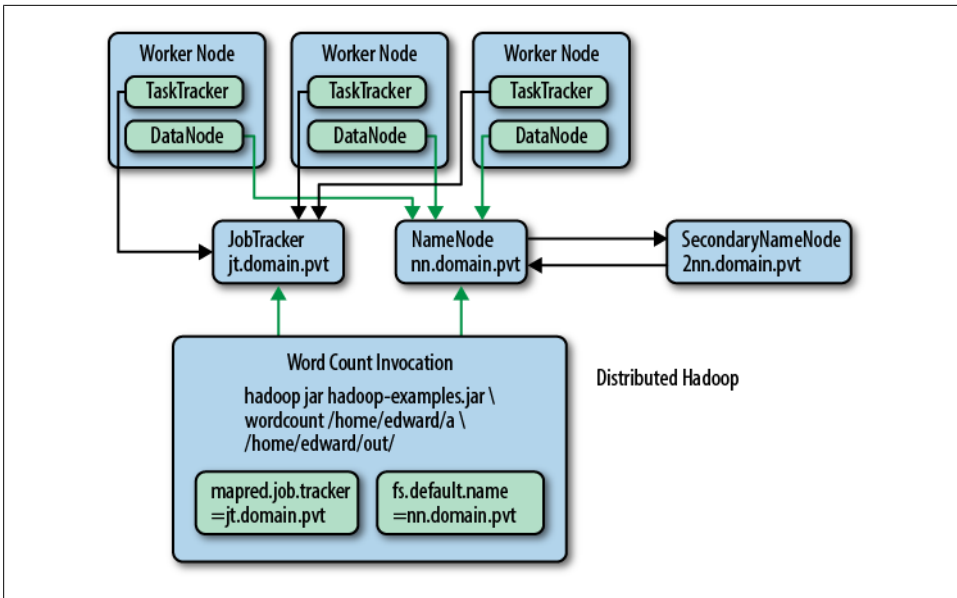 Worker Node
TaskTracker
DataNode
Worker Node
TaskTracker
DataNode
Worker Node
TaskTracker
DataNode
JobTracker
jt.domain.pvt
NameNode
nn.domain.pvt
SecondaryNameNode
2nn.domain.pvt
Word Count Invocation
hadoop jar hadoop-examples.jar \
wordcount /home/edward/a \
/home/edward/out/
mapred.job.tracker
=jt.domain.pvt
fs.default.name
=nn.domain.pvt
Distributed Hadoop